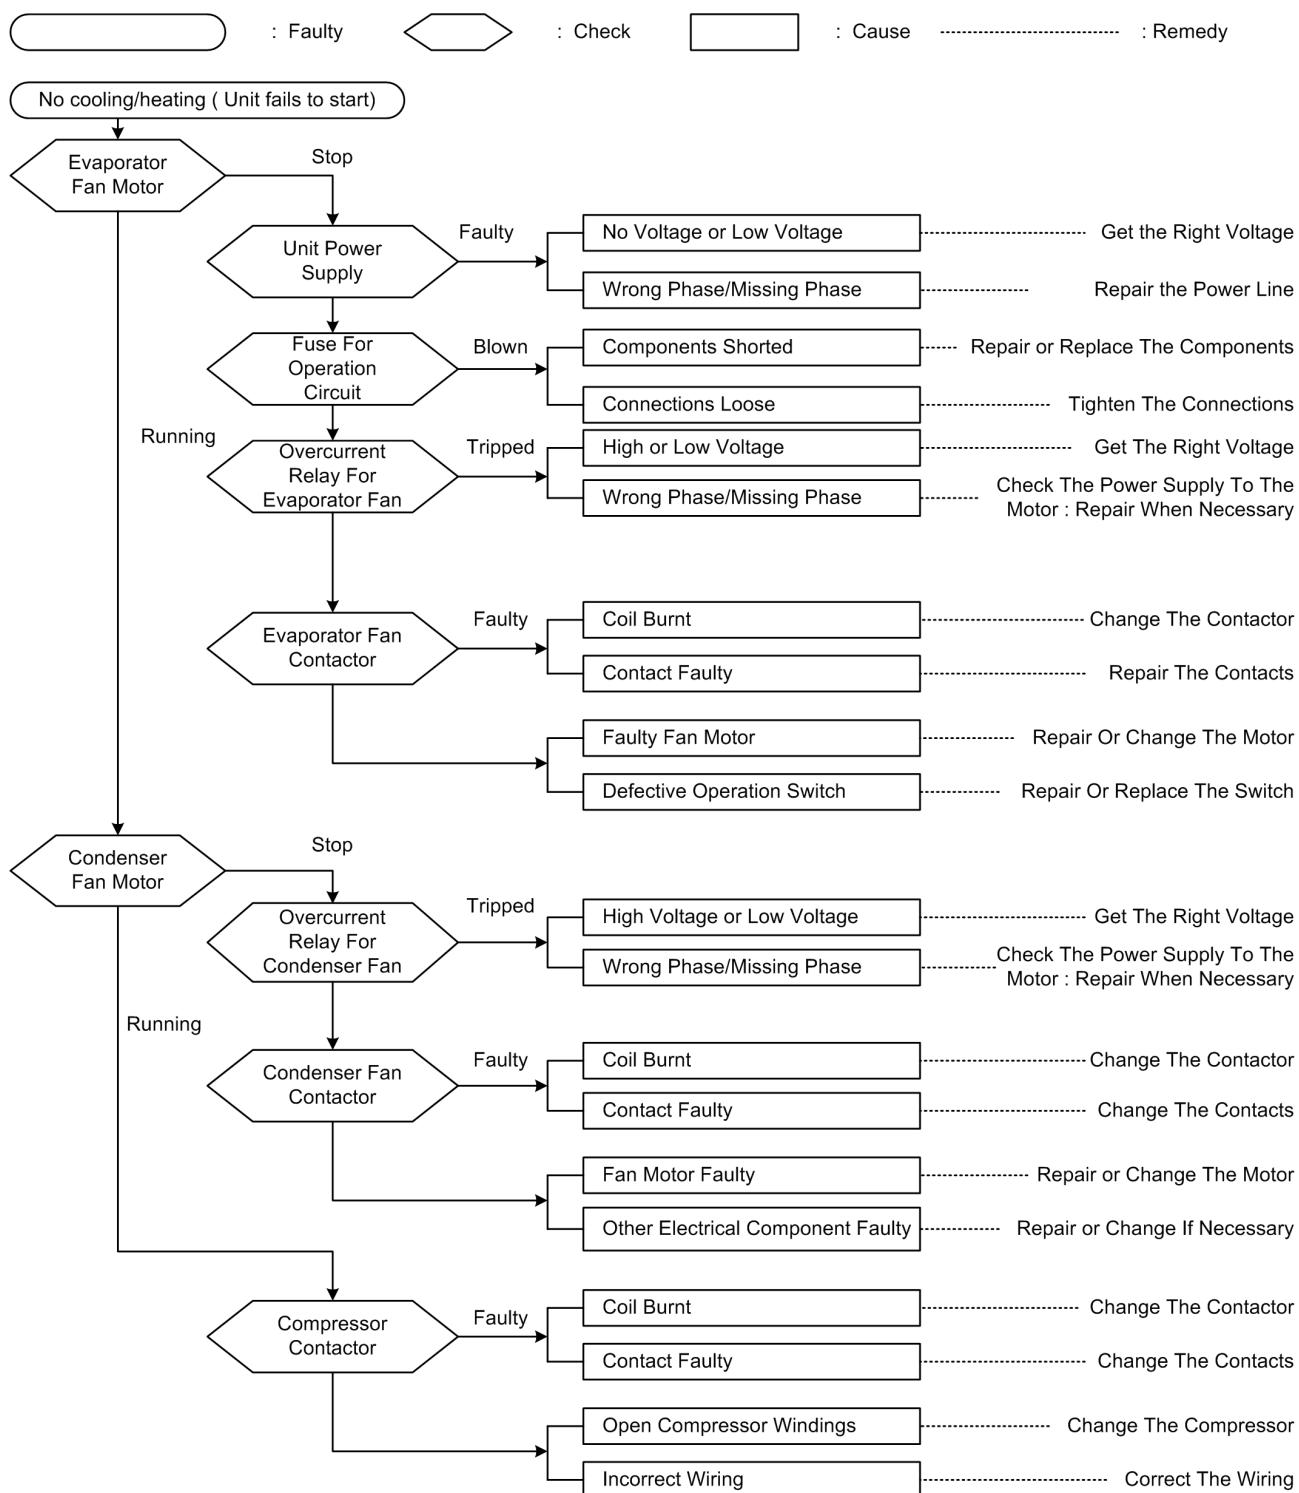 : Faulty
: Check
: Cause
: Remedy
No cooling/heating ( Unit fails to start)
Evaporator
Fan Motor
Stop
Unit Power
Supply
Faulty
No Voltage or Low Voltage
Get the Right Voltage
Wrong Phase/Missing Phase
Repair the Power Line
Fuse For
Operation
Circuit
Blown
Components Shorted
Repair or Replace The Components
Connections Loose
Tighten The Connections
Running
Overcurrent
Relay For
Evaporator Fan
Tripped
High or Low Voltage
Get The Right Voltage
Wrong Phase/Missing Phase
Check The Power Supply To The
Motor : Repair When Necessary
Evaporator Fan
Contactor
Faulty
Coil Burnt
Change The Contactor
Contact Faulty
Repair The Contacts
Faulty Fan Motor
Repair Or Change The Motor
Defective Operation Switch
Repair Or Replace The Switch
Condenser
Fan Motor
Stop
Overcurrent
Relay For
Condenser Fan
Tripped
High Voltage or Low Voltage
Get The Right Voltage
Wrong Phase/Missing Phase
Check The Power Supply To The
Motor : Repair When Necessary
Running
Condenser Fan
Contactor
Faulty
Coil Burnt
Change The Contactor
Contact Faulty
Change The Contacts
Fan Motor Faulty
Repair or Change The Motor
Other Electrical Component Faulty
Repair or Change If Necessary
Compressor
Contactor
Faulty
Coil Burnt
Change The Contactor
Contact Faulty
Change The Contacts
Open Compressor Windings
Change The Compressor
Incorrect Wiring
Correct The Wiring